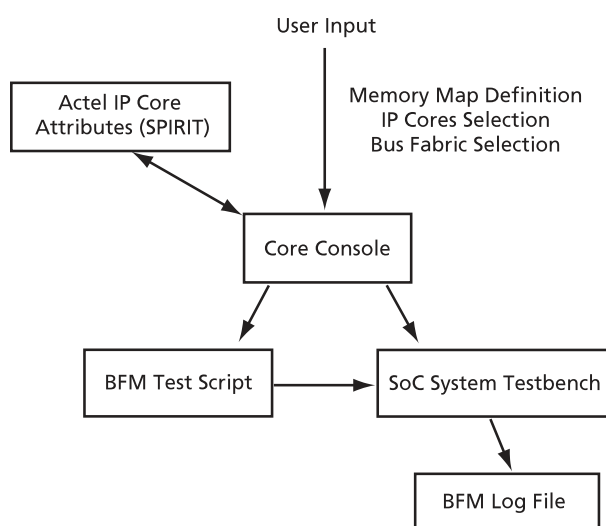 User Input
Actel IP Core
Attributes (SPIRIT)
Memory Map Definition
IP Cores Selection
Bus Fabric Selection
Core Console
BFM Test Script
SoC System Testbench
BFM Log File